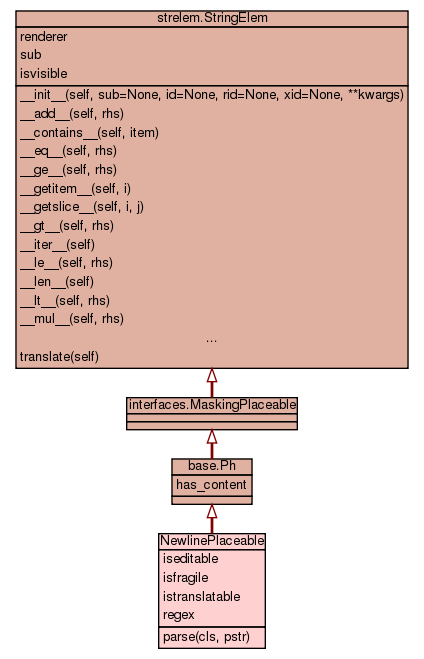 strelem.StringElem
renderer
sub
isvisible
__init__(self, sub=None, id=None, rid=None, xid=None, **kwargs)
__add__(self, rhs)
__contains__(self, item)
__eq__(self, rhs)
__ge__(self, rhs)
__getitem__(self, i)
__getslice__(self, i, j)
__gt__(self, rhs)
__iter__(self)
__le__(self, rhs)
__len__(self)
__lt__(self, rhs)
__mul__(self, rhs)
...
translate(self)
interfaces.MaskingPlaceable
base.Ph
has_content
NewlinePlaceable
iseditable
isfragile
istranslatable
regex
parse(cls, pstr)